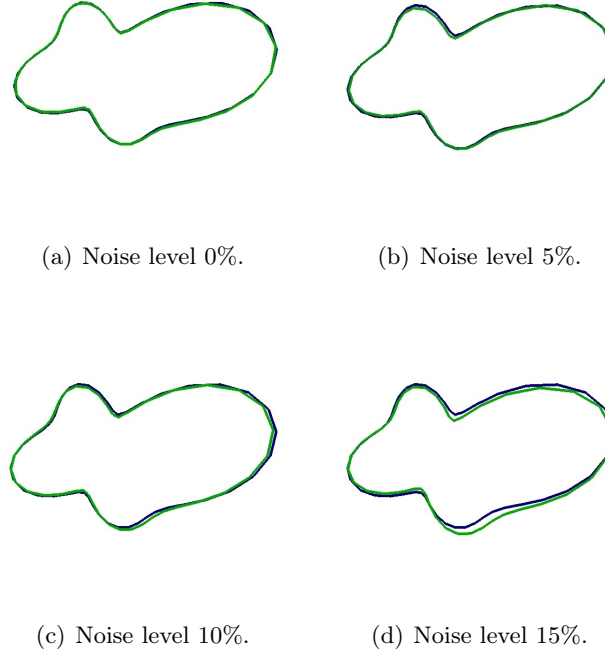 (a) Noise level 0%.
(b) Noise level 5%.
(c) Noise level 10%.
(d) Noise level 15%.